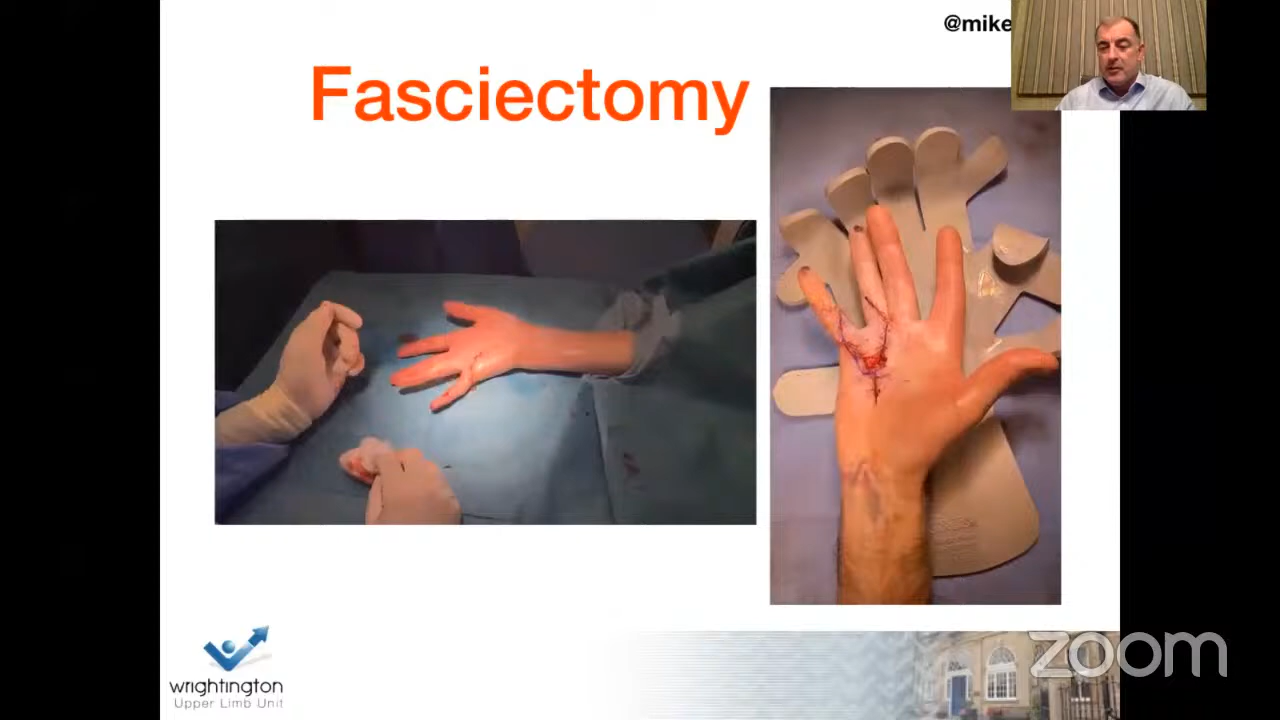 @mike
Fasciectomy
wrightington
Upper Limb Unit
zoom